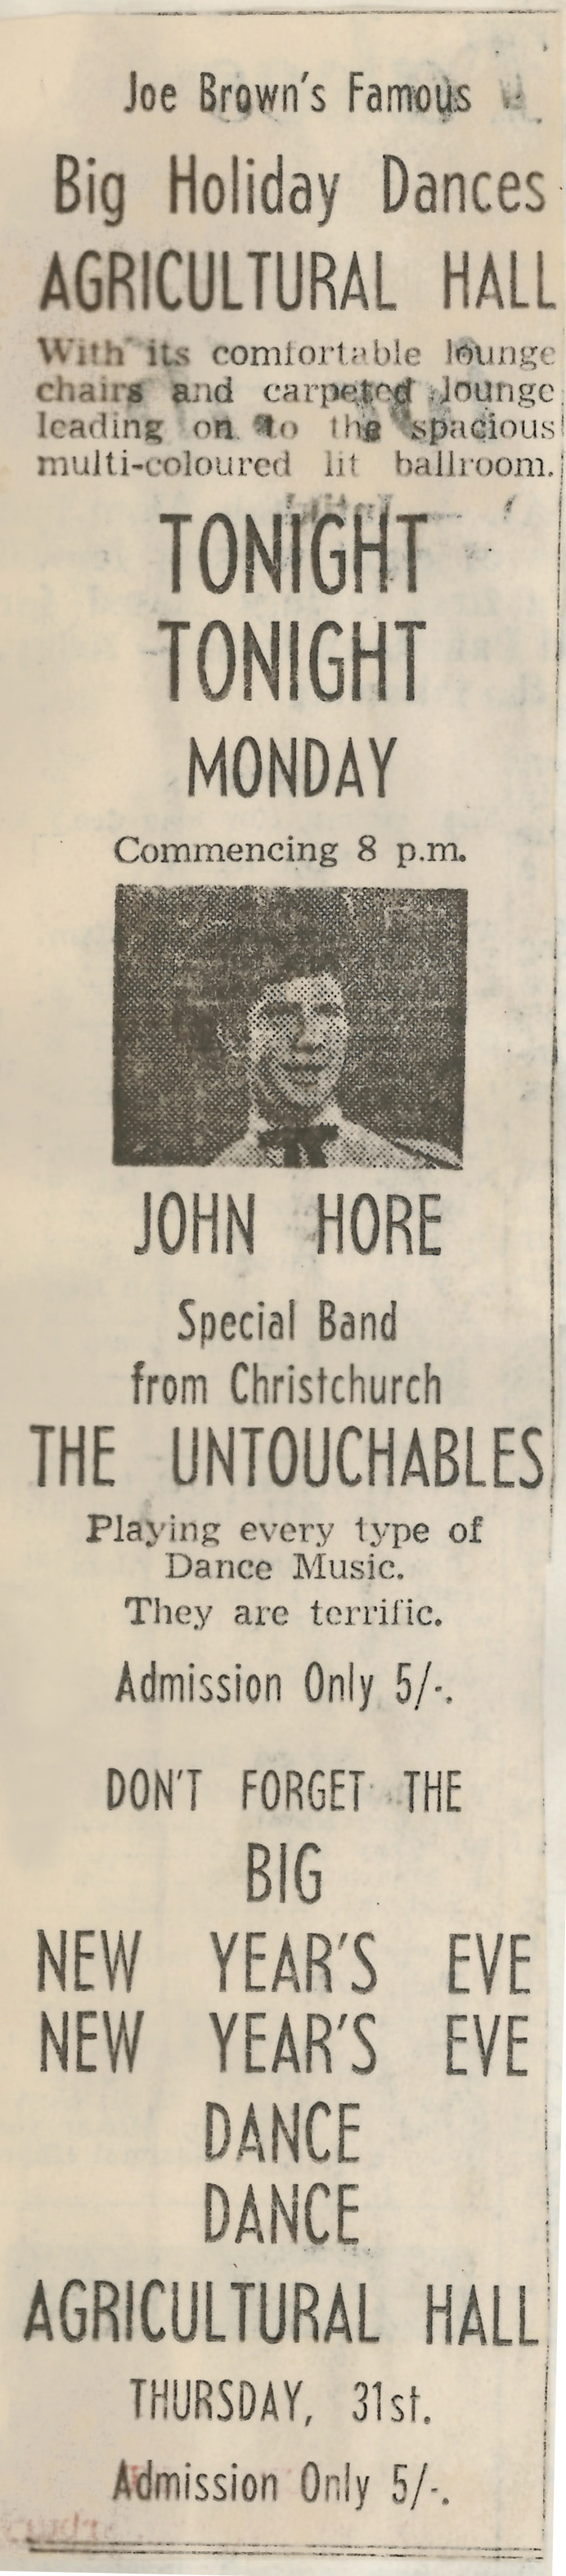 Joe Brown's Famous
Big Holiday Dances
AGRICULTURAL HALL
With its comfortable lounge
chairs and carpeted lounge
leading on to the spacious
multi-coloured lit ballroom.
TONIGHT
TONIGHT
MONDAY
Commencing 8 p.m.
JOHN HORE
Special Band
from Christchurch
THE UNTOUCHABLES
Playing every type of
Dance Music.
They are terrific.
Admission Only 5/-.
DON'T FORGET THE
BIG
NEW YEAR'S EVE
NEW YEAR'S EVE
DANCE
DANCE
AGRICULTURAL HALL
THURSDAY, 31st.
Admission Only 5/-.